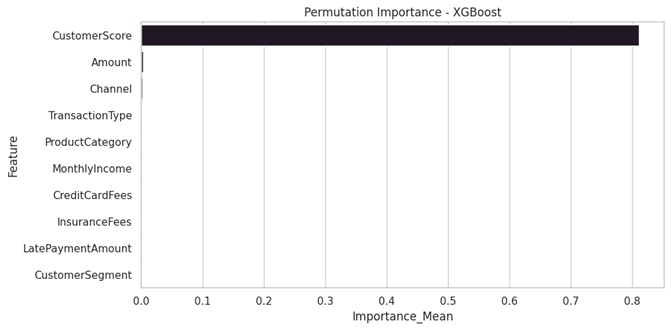 Permutation Importance - XGBoost
Feature
CustomerScore
Amount
Channel
TransactionType
ProductCategory
MonthlyIncome
CreditCardFees
InsuranceFees
LatePaymentAmount
CustomerSegment
0.0 0.1 0.2 0.3 0.4 0.5 0.6 0.7 0.8
Importance_Mean